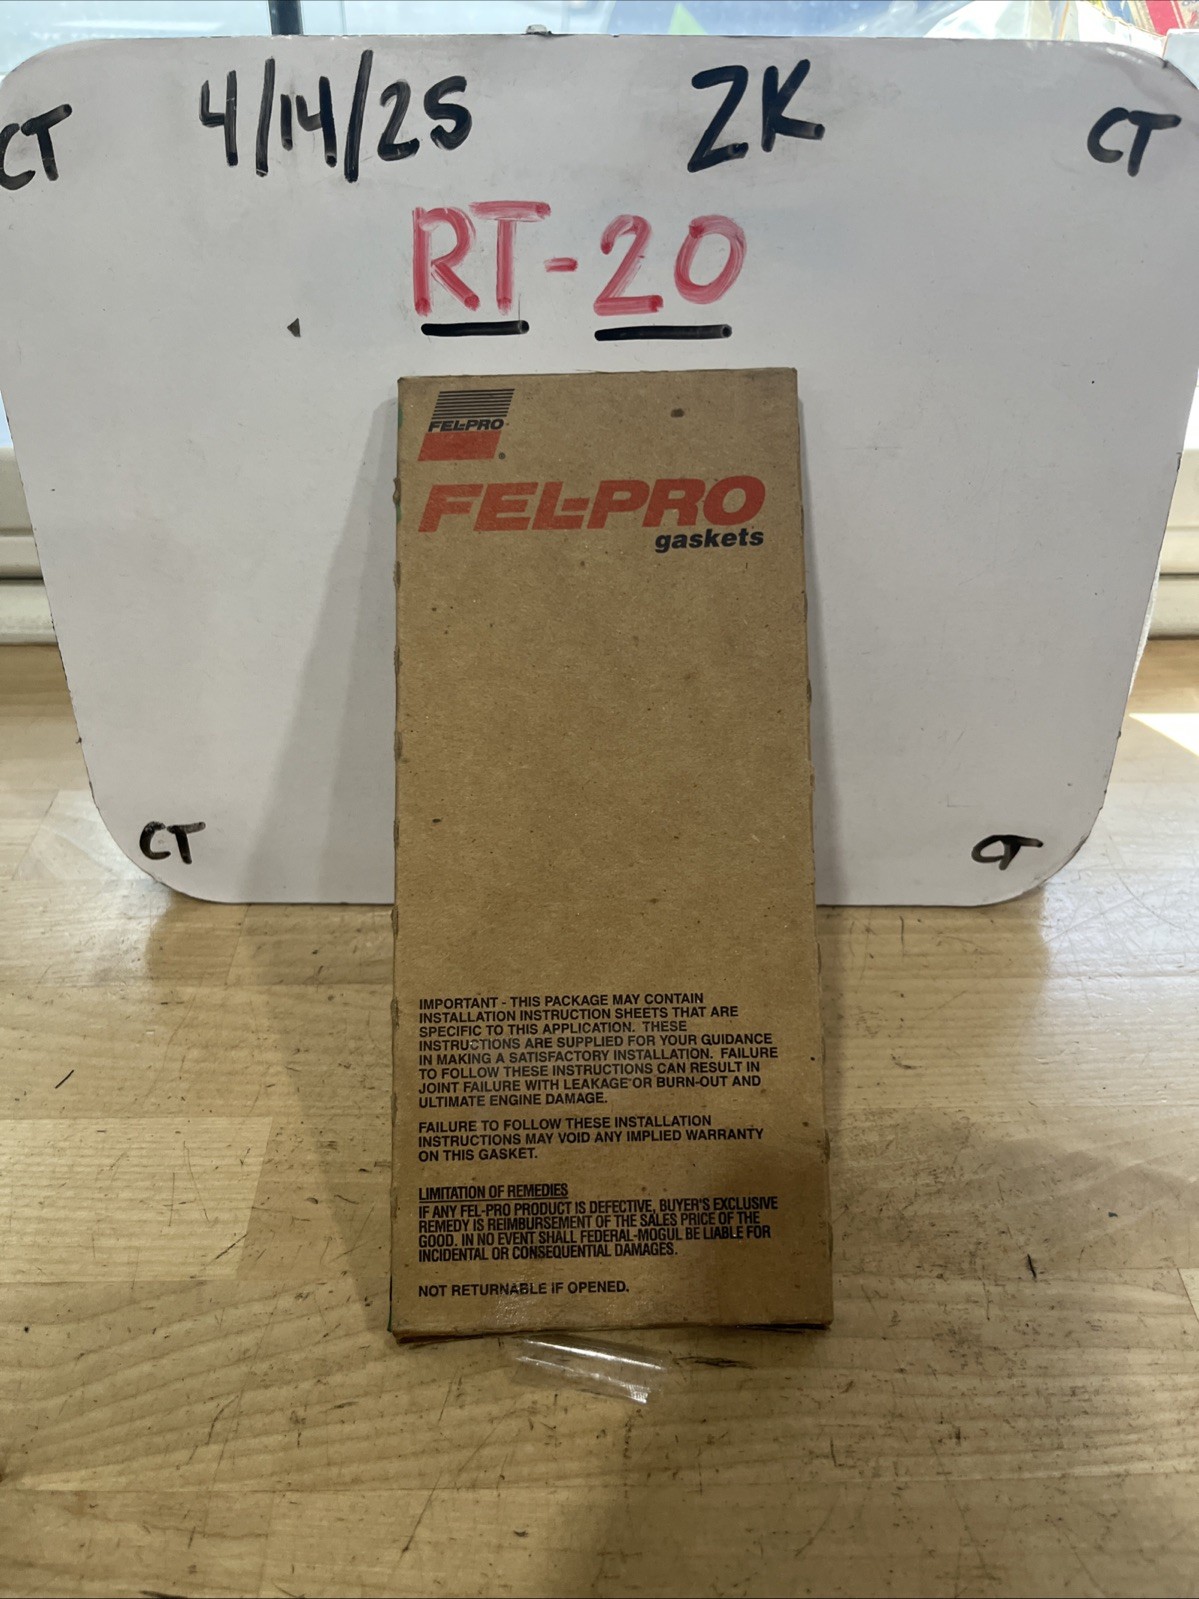 4/14/25 ZK
CT
CT
RT-20
FEL-PRO
FEL-PRO
gaskets
CT
CT
IMPORTANT - THIS PACKAGE MAY CONTAIN
INSTALLATION INSTRUCTION SHEETS THAT ARE
SPECIFIC TO THIS APPLICATION. THESE
INSTRUCTIONS ARE SUPPLIED FOR YOUR GUIDANCE
IN MAKING A SATISFACTORY INSTALLATION. FAILURE
TO FOLLOW THESE INSTRUCTIONS CAN RESULT IN
JOINT FAILURE WITH LEAKAGE OR BURN-OUT AND
ULTIMATE ENGINE DAMAGE.
FAILURE TO FOLLOW THESE INSTALLATION
INSTRUCTIONS MAY VOID ANY IMPLIED WARRANTY
ON THIS GASKET.
LIMITATION OF REMEDIES
IF ANY FEL-PRO PRODUCT IS DEFECTIVE, BUYER'S EXCLUSIVE
REMEDY IS REIMBURSEMENT OF THE SALES PRICE OF THE
GOOD. IN NO EVENT SHALL FEDERAL-MOGUL BE LIABLE FOR
INCIDENTAL OR CONSEQUENTIAL DAMAGES.
NOT RETURNABLE IF OPENED.